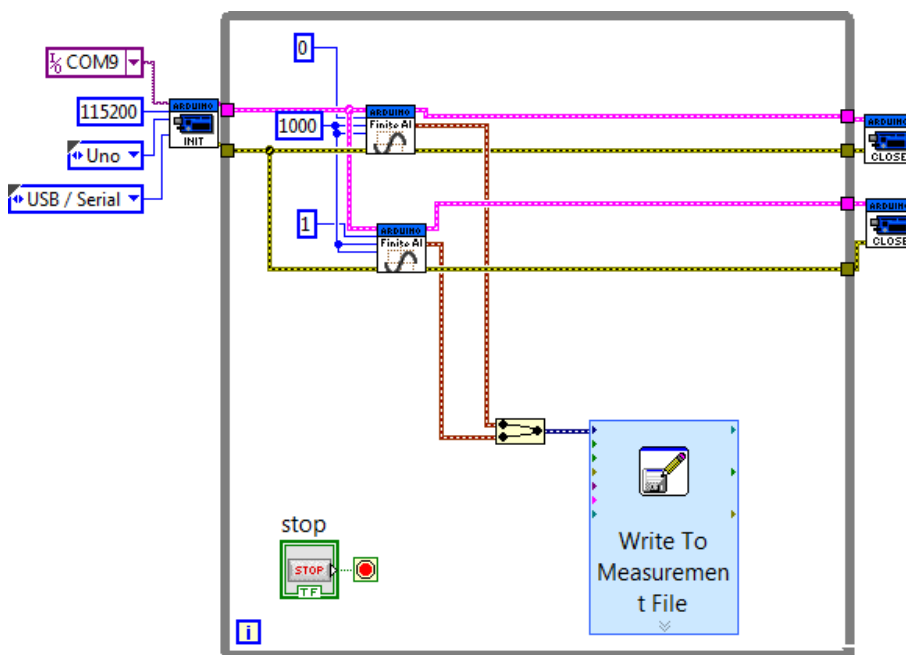 COM9
115200
Uno
USB / Serial
ARDUINO
INIT
0
1000
ARDUINO
Finite AI
1
ARDUINO
Finite AI
ARDUINO
CLOSE
ARDUINO
CLOSE
stop
STOP
TF
i
Write To
Measuremen
t File